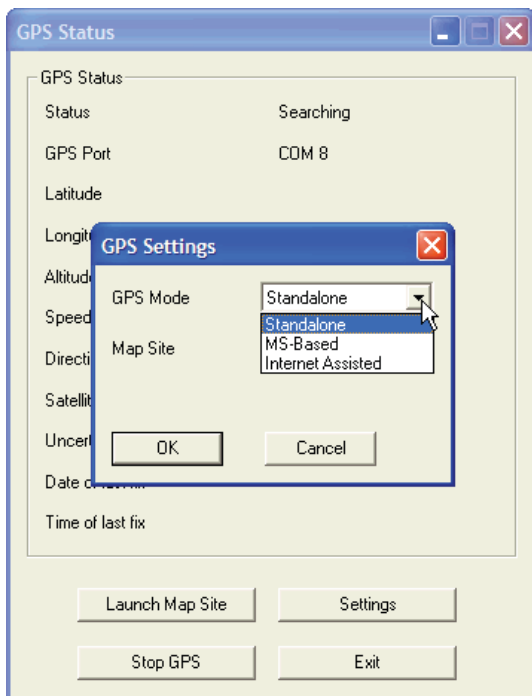 GPS Status
GPS Status
Status Searching
GPS Port COM 8
Latitude
GPS Settings
GPS Mode Standalone
Standalone
MS-Based
Internet Assisted
Map Site
OK Cancel
Time of last fix
Launch Map Site Settings
Stop GPS Exit